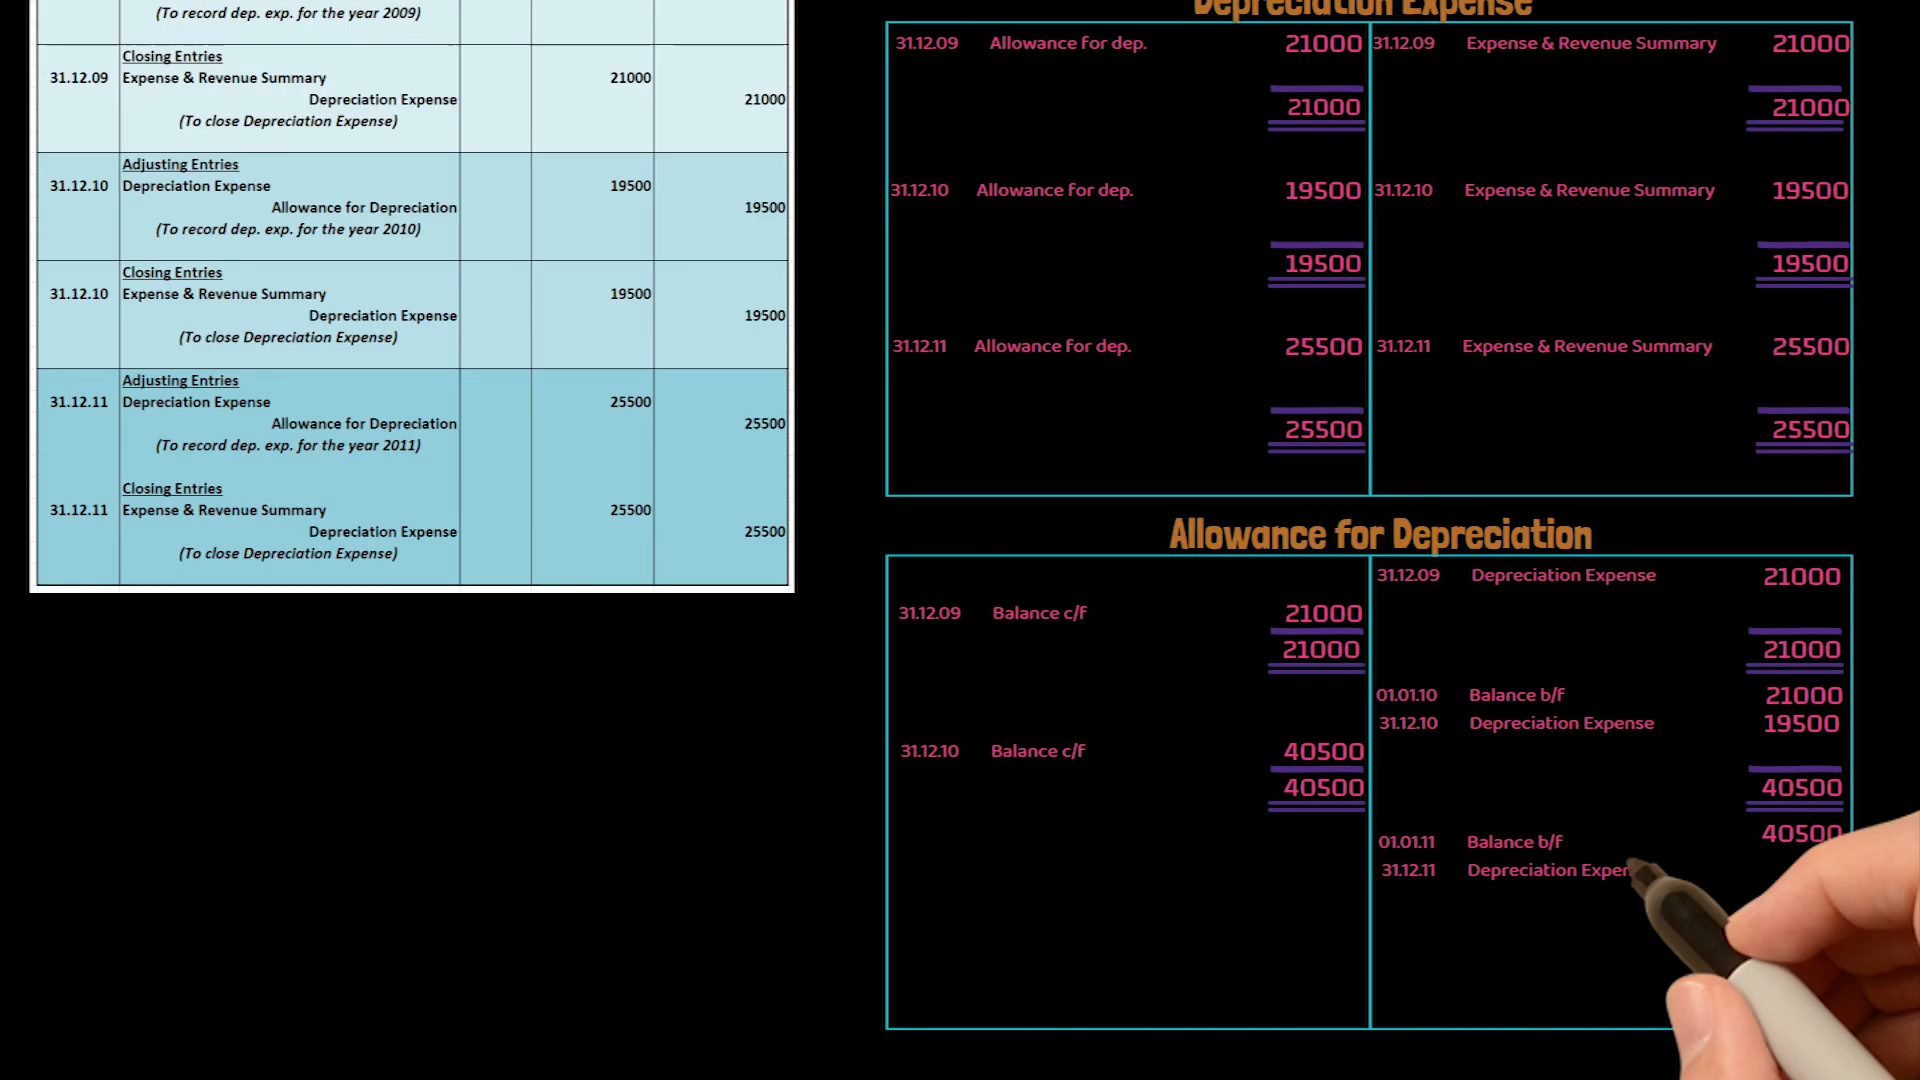 (To record dep. exp. for the year 2009)
Closing Entries
31.12.09 Expense & Revenue Summary 21000
Depreciation Expense 21000
(To close Depreciation Expense)
Adjusting Entries
31.12.10 Depreciation Expense 19500
Allowance for Depreciation 19500
(To record dep. exp. for the year 2010)
Closing Entries
31.12.10 Expense & Revenue Summary 19500
Depreciation Expense 19500
(To close Depreciation Expense)
Adjusting Entries
31.12.11 Depreciation Expense 25500
Allowance for Depreciation 25500
(To record dep. exp. for the year 2011)
Closing Entries
31.12.11 Expense & Revenue Summary 25500
Depreciation Expense 25500
(To close Depreciation Expense)
Depreciation Expense
31.12.09 Allowance for dep. 21000 31.12.09 Expense & Revenue Summary 21000
21000 21000
31.12.10 Allowance for dep. 19500 31.12.10 Expense & Revenue Summary 19500
19500 19500
31.12.11 Allowance for dep. 25500 31.12.11 Expense & Revenue Summary 25500
25500 25500
Allowance for Depreciation
31.12.09 Depreciation Expense 21000
31.12.09 Balance c/f 21000
21000 21000
01.01.10 Balance b/f 21000
31.12.10 Depreciation Expense 19500
31.12.10 Balance c/f 40500
40500 40500
01.01.11 Balance b/f 40500
31.12.11 Depreciation Expen